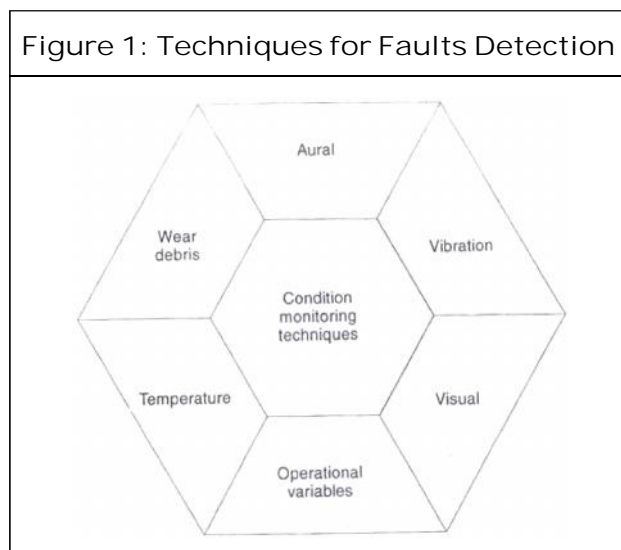 Figure 1: Techniques for Faults Detection
Aural
Wear
debris
Vibration
Condition
monitoring
techniques
Temperature
Visual
Operational
variables